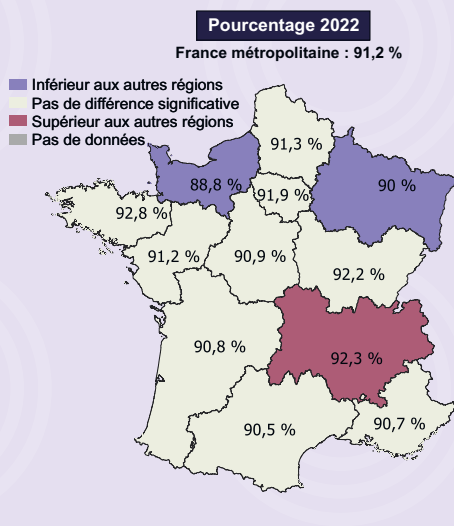 Pourcentage 2022
France métropolitaine : 91,2 %
Inférieur aux autres régions
Pas de différence significative
Supérieur aux autres régions
Pas de données
91,3 %
88,8 %
91,9 %
90 %
92,8 %
91,2 %
90,9 %
92,2 %
90,8 %
92,3 %
90,5 %
90,7 %